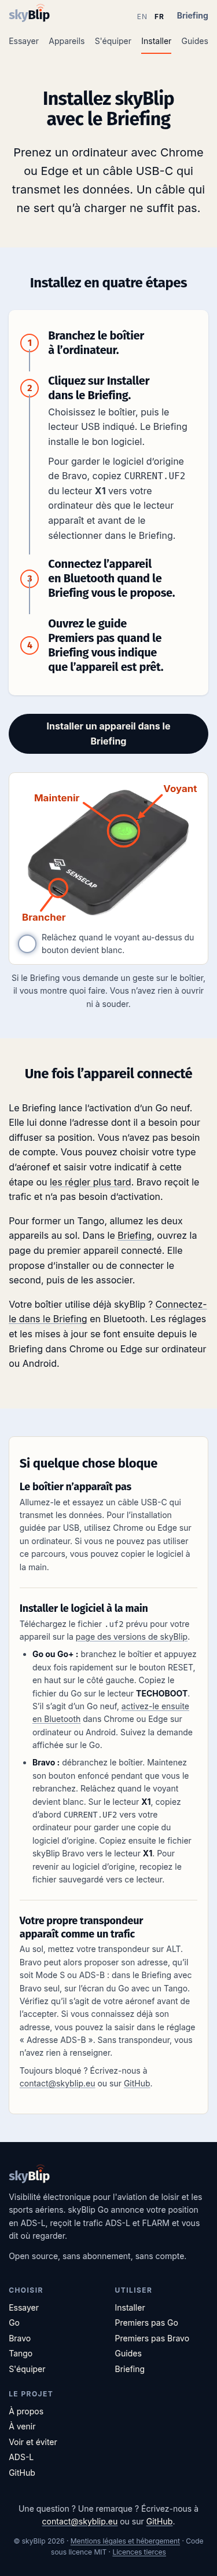 skyBlip
EN FR Briefing
Essayer Appareils S'équiper Installer Guides
Installez skyBlip
avec le Briefing
Prenez un ordinateur avec Chrome
ou Edge et un câble USB-C qui
transmet les données. Un câble qui
ne sert qu’à charger ne suffit pas.
Installez en quatre étapes
1 Branchez le boîtier
à l’ordinateur.
2 Cliquez sur Installer
dans le Briefing.
Choisissez le boîtier, puis le
lecteur USB indiqué. Le Briefing
installe le bon logiciel.
Pour garder le logiciel d’origine
de Bravo, copiez CURRENT.UF2
du lecteur X1 vers votre
ordinateur dès que le lecteur
apparaît et avant de le
sélectionner dans le Briefing.
3 Connectez l’appareil
en Bluetooth quand le
Briefing vous le propose.
4 Ouvrez le guide
Premiers pas quand le
Briefing vous indique
que l’appareil est prêt.
Installer un appareil dans le
Briefing
Voyant
Maintenir
SENSECAP
Brancher
Relâchez quand le voyant au-dessus du
bouton devient blanc.
Si le Briefing vous demande un geste sur le boîtier,
il vous montre quoi faire. Vous n’avez rien à ouvrir
ni à souder.
Une fois l’appareil connecté
Le Briefing lance l’activation d’un Go neuf.
Elle lui donne l’adresse dont il a besoin pour
diffuser sa position. Vous n’avez pas besoin
de compte. Vous pouvez choisir votre type
d’aéronef et saisir votre indicatif à cette
étape ou les régler plus tard. Bravo reçoit le
trafic et n’a pas besoin d’activation.
Pour former un Tango, allumez les deux
appareils au sol. Dans le Briefing, ouvrez la
page du premier appareil connecté. Elle
propose d’installer ou de connecter le
second, puis de les associer.
Votre boîtier utilise déjà skyBlip ? Connectez-
le dans le Briefing en Bluetooth. Les réglages
et les mises à jour se font ensuite depuis le
Briefing dans Chrome ou Edge sur ordinateur
ou Android.
Si quelque chose bloque
Le boîtier n’apparaît pas
Allumez-le et essayez un câble USB-C qui
transmet les données. Pour l’installation
guidée par USB, utilisez Chrome ou Edge sur
un ordinateur. Si vous ne pouvez pas utiliser
ce parcours, vous pouvez copier le logiciel à
la main.
Installer le logiciel à la main
Téléchargez le fichier .uf2 prévu pour votre
appareil sur la page des versions de skyBlip.
• Go ou Go+ : branchez le boîtier et appuyez
deux fois rapidement sur le bouton RESET,
en haut sur le côté gauche. Copiez le
fichier du Go sur le lecteur TECHOBOOT.
S’il s’agit d’un Go neuf, activez-le ensuite
en Bluetooth dans Chrome ou Edge sur
ordinateur ou Android. Suivez la demande
affichée sur le Go.
• Bravo : débranchez le boîtier. Maintenez
son bouton enfoncé pendant que vous le
rebranchez. Relâchez quand le voyant
devient blanc. Sur le lecteur X1, copiez
d’abord CURRENT.UF2 vers votre
ordinateur pour garder une copie du
logiciel d’origine. Copiez ensuite le fichier
skyBlip Bravo vers le lecteur X1. Pour
revenir au logiciel d’origine, recopiez le
fichier sauvegardé vers ce lecteur.
Votre propre transpondeur
apparaît comme un trafic
Au sol, mettez votre transpondeur sur ALT.
Bravo peut alors proposer son adresse, qu’il
soit Mode S ou ADS-B : dans le Briefing avec
Bravo seul, sur l’écran du Go avec un Tango.
Vérifiez qu’il s’agit de votre aéronef avant de
l’accepter. Si vous connaissez déjà son
adresse, vous pouvez la saisir dans le réglage
« Adresse ADS-B ». Sans transpondeur, vous
n’avez rien à renseigner.
Toujours bloqué ? Écrivez-nous à
contact@skyblip.eu ou sur GitHub.
skyBlip
Visibilité électronique pour l'aviation de loisir et les
sports aériens. skyBlip Go annonce votre position
en ADS-L, reçoit le trafic ADS-L et FLARM et vous
dit où regarder.
Open source, sans abonnement, sans compte.
CHOISIR
Essayer
Go
Bravo
Tango
S'équiper
UTILISER
Installer
Premiers pas Go
Premiers pas Bravo
Guides
Briefing
LE PROJET
À propos
À venir
Voir et éviter
ADS-L
GitHub
Une question ? Une remarque ? Écrivez-nous à
contact@skyblip.eu ou sur GitHub.
© skyBlip 2026 · Mentions légales et hébergement · Code
sous licence MIT · Licences tierces